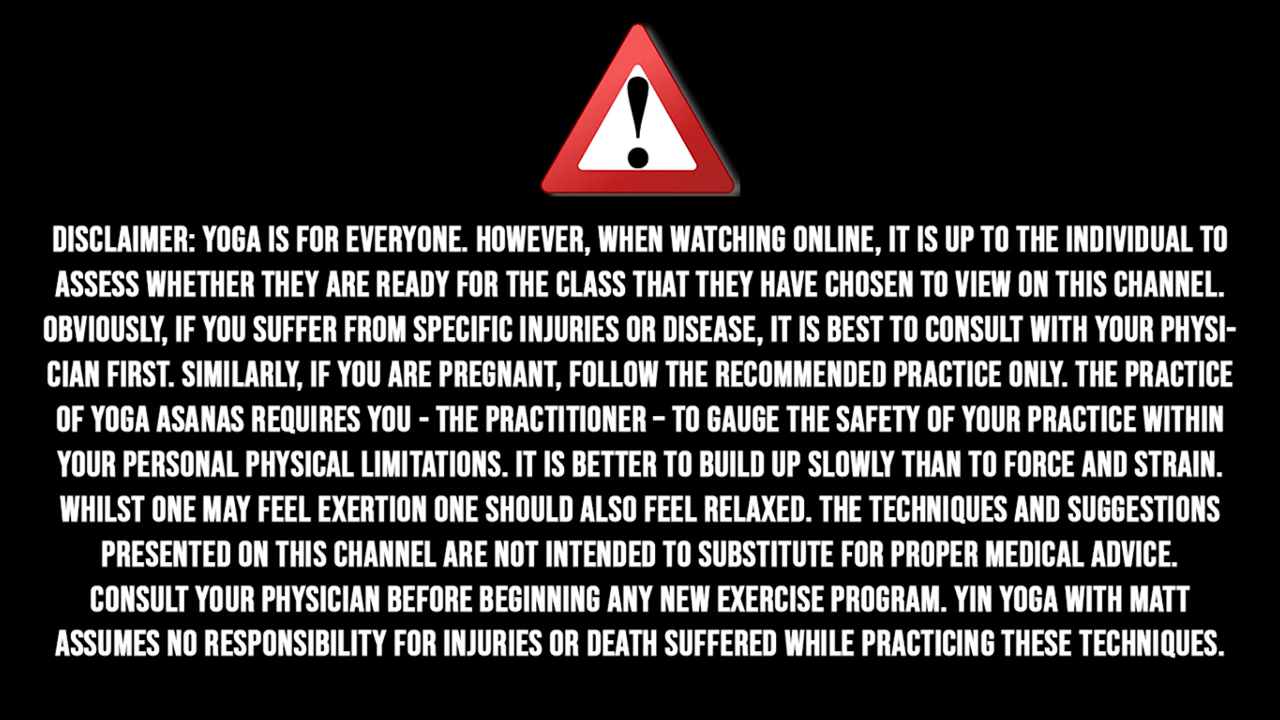 DISCLAIMER: YOGA IS FOR EVERYONE. HOWEVER, WHEN WATCHING ONLINE, IT IS UP TO THE INDIVIDUAL TO
ASSESS WHETHER THEY ARE READY FOR THE CLASS THAT THEY HAVE CHOSEN TO VIEW ON THIS CHANNEL.
OBVIOUSLY, IF YOU SUFFER FROM SPECIFIC INJURIES OR DISEASE, IT IS BEST TO CONSULT WITH YOUR PHYSI-
CIAN FIRST. SIMILARLY, IF YOU ARE PREGNANT, FOLLOW THE RECOMMENDED PRACTICE ONLY. THE PRACTICE
OF YOGA ASANAS REQUIRES YOU - THE PRACTITIONER – TO GAUGE THE SAFETY OF YOUR PRACTICE WITHIN
YOUR PERSONAL PHYSICAL LIMITATIONS. IT IS BETTER TO BUILD UP SLOWLY THAN TO FORCE AND STRAIN.
WHILST ONE MAY FEEL EXERTION ONE SHOULD ALSO FEEL RELAXED. THE TECHNIQUES AND SUGGESTIONS
PRESENTED ON THIS CHANNEL ARE NOT INTENDED TO SUBSTITUTE FOR PROPER MEDICAL ADVICE.
CONSULT YOUR PHYSICIAN BEFORE BEGINNING ANY NEW EXERCISE PROGRAM. YIN YOGA WITH MATT
ASSUMES NO RESPONSIBILITY FOR INJURIES OR DEATH SUFFERED WHILE PRACTICING THESE TECHNIQUES.